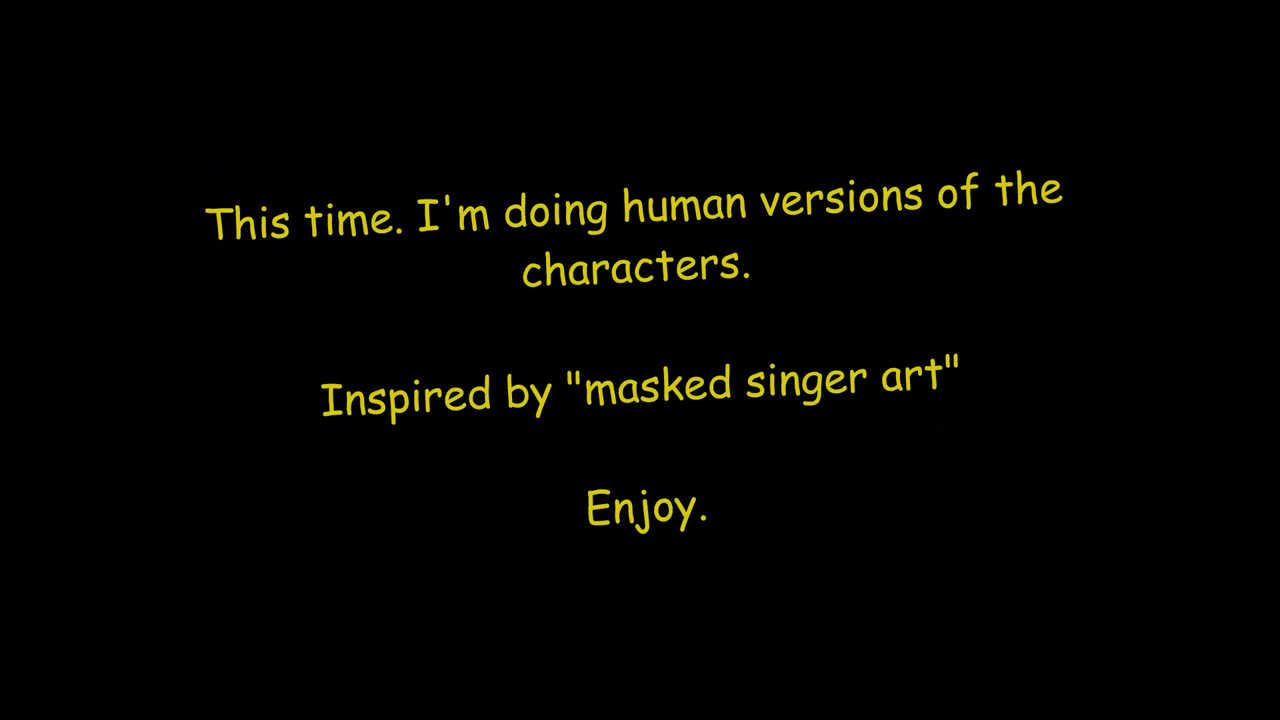 This time. I'm doing human versions of the
characters.
Inspired by "masked singer art"
Enjoy.